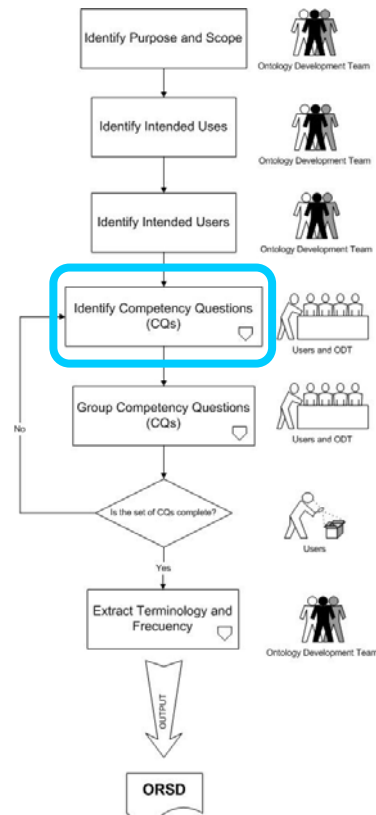 Identify Purpose and Scope
Ontology Development Team
Identify Intended Uses
Ontology Development Team
Identify Intended Users
Ontology Development Team
Identify Competency Questions
(CQs)
Users and ODT
Group Competency Questions
(CQs)
Users and ODT
No
Is the set of CQs complete?
Users
Yes
Extract Terminology and
Frecuency
Ontology Development Team
OUTPUT
ORSD